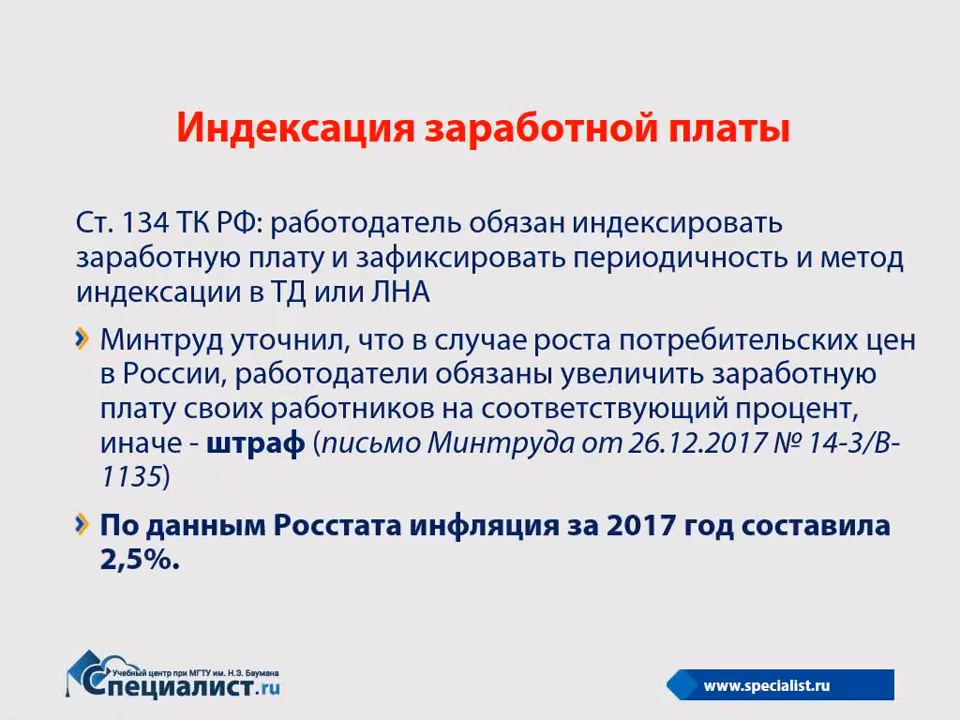 Индексация заработной платы
Ст. 134 ТК РФ: работодатель обязан индексировать
заработную плату и зафиксировать периодичность и метод
индексации в ТД или ЛНА
Минтруд уточнил, что в случае роста потребительских цен
в России, работодатели обязаны увеличить заработную
плату своих работников на соответствующий процент,
иначе - штраф (письмо Минтруда от 26.12.2017 № 14-3/В-
1135)
По данным Росстата инфляция за 2017 год составила
2,5%.
Учебный центр при МГТУ им. Н.Э. Баумана
Специалист.ru
www.specialist.ru